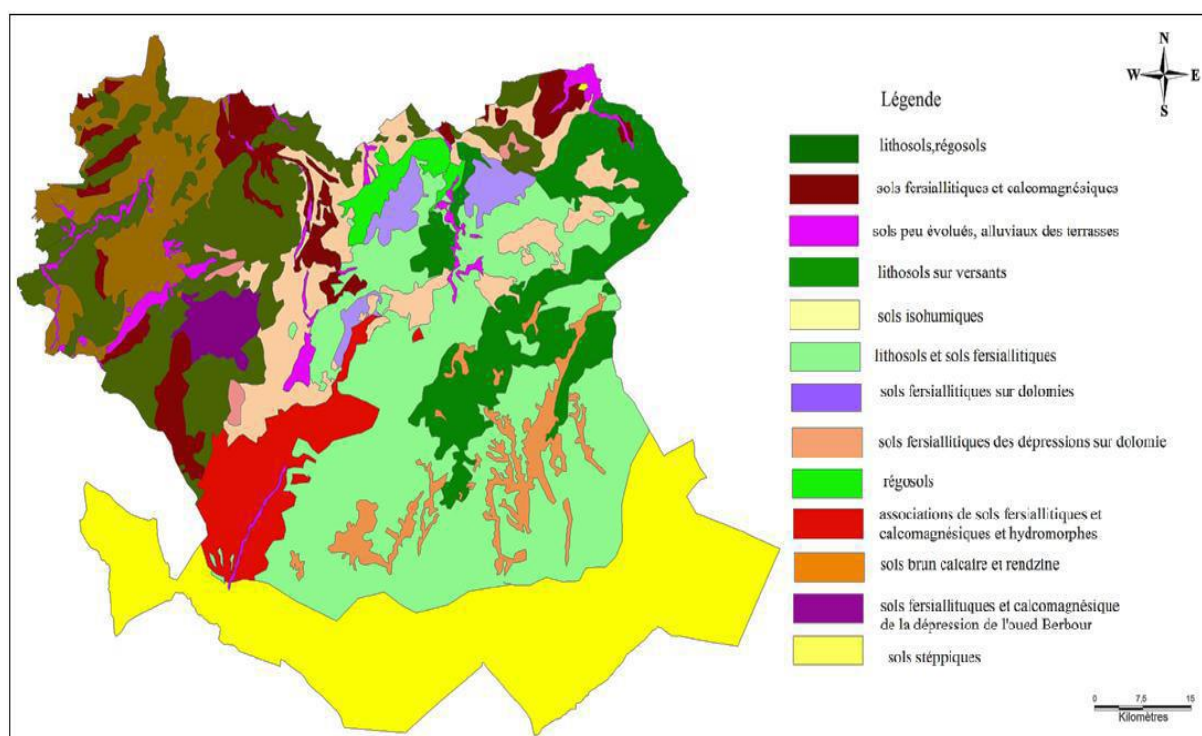 N
W E
S
Légende
lithosols,régosols
sols fersiallitiques et calcomagnésiques
sols peu évolués, alluviaux des terrasses
lithosols sur versants
sols isohumiques
lithosols et sols fersiallitiques
sols fersiallitiques sur dolomies
sols fersiallitiques des dépressions sur dolomie
régosols
associations de sols fersiallitiques et
calcomagnésiques et hydromorphes
sols brun calcaire et rendzine
sols fersiallituques et calcomagnésique
de la dépression de l'oued Berbour
sols stéppiques
0 7,5 15
Kilomètres